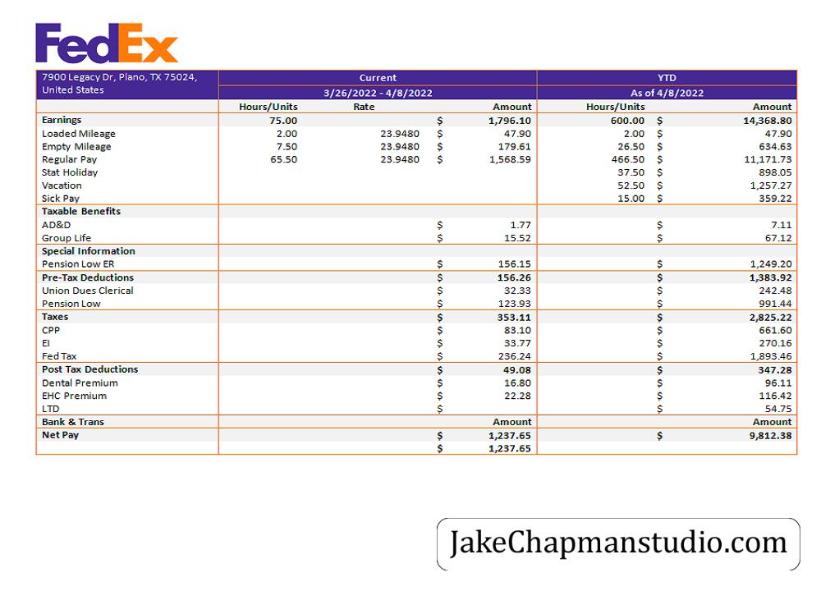 FedEx
7900 Legacy Dr, Plano, TX 75024, United States
Current YTD
3/26/2022 - 4/8/2022 As of 4/8/2022
Hours/Units Rate Amount Hours/Units Amount
Earnings 75.00 $ 1,796.10 600.00 $ 14,368.80
Loaded Mileage 2.00 23.9480 $ 47.90 2.00 $ 47.90
Empty Mileage 7.50 23.9480 $ 179.61 26.50 $ 634.63
Regular Pay 65.50 23.9480 $ 1,568.59 466.50 $ 11,171.73
Stat Holiday 37.50 $ 898.05
Vacation 52.50 $ 1,257.27
Sick Pay 15.00 $ 359.22
Taxable Benefits
AD&D $ 1.77 $ 7.11
Group Life $ 15.52 $ 67.12
Special Information
Pension Low ER $ 156.15 $ 1,249.20
Pre-Tax Deductions $ 156.26 $ 1,383.92
Union Dues Clerical $ 32.33 $ 242.48
Pension Low $ 123.93 $ 991.44
Taxes $ 353.11 $ 2,825.22
CPP $ 83.10 $ 661.60
EI $ 33.77 $ 270.16
Fed Tax $ 236.24 $ 1,893.46
Post Tax Deductions $ 49.08 $ 347.28
Dental Premium $ 16.80 $ 96.11
EHC Premium $ 22.28 $ 116.42
LTD $ $ 54.75
Bank & Trans Amount Amount
Net Pay $ 1,237.65 $ 9,812.38
$ 1,237.65
JakeChapmanstudio.com